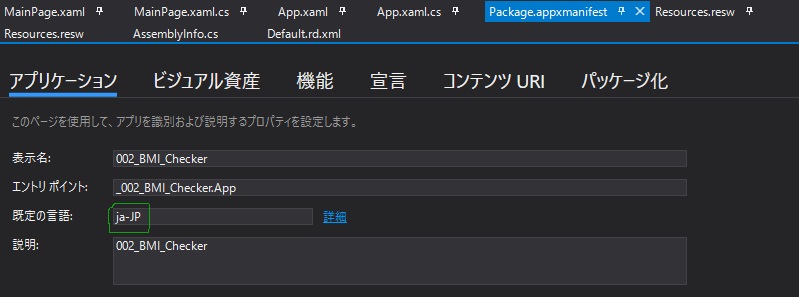 MainPage.xaml MainPage.xaml.cs App.xaml App.xaml.cs Package.appxmanifest Resources.resw
Resources.resw AssemblyInfo.cs Default.rd.xml
アプリケーション ビジュアル資産 機能 宣言 コンテンツ URI パッケージ化
このページを使用して、アプリを識別および説明するプロパティを設定します。
表示名: 002_BMI_Checker
エントリ ポイント: _002_BMI_Checker.App
既定の言語: ja-JP 詳細
説明: 002_BMI_Checker